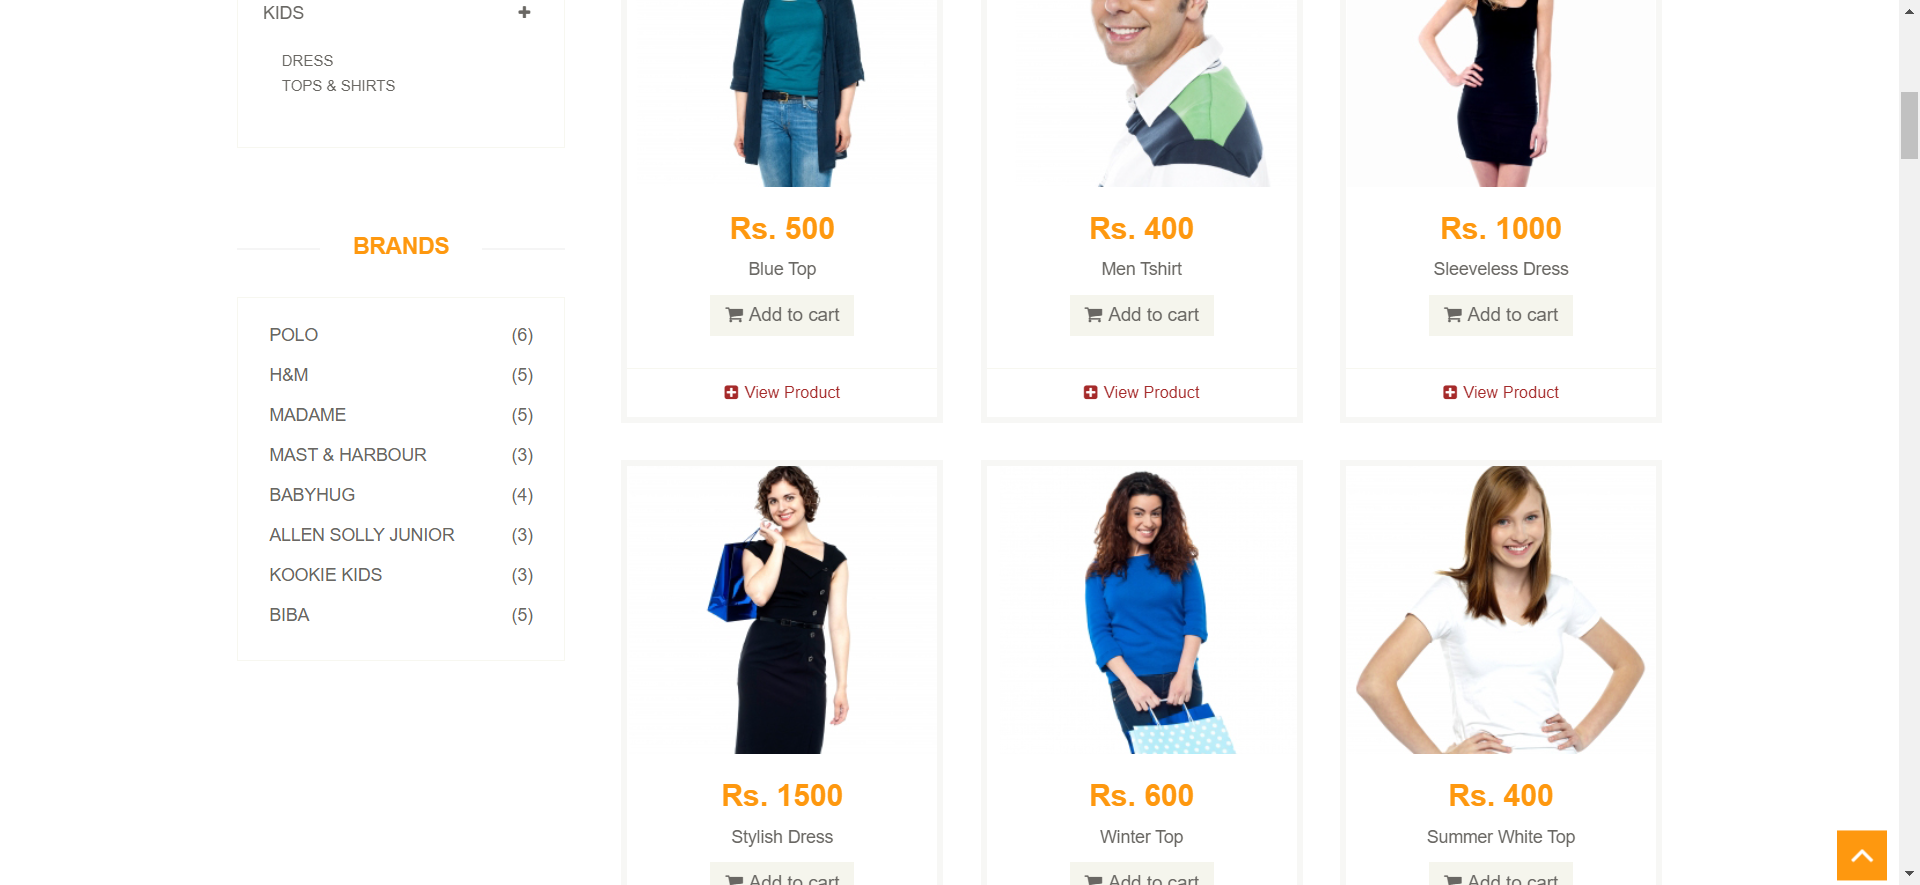 KIDS
DRESS
TOPS & SHIRTS
BRANDS
POLO (6)
H&M (5)
MADAME (5)
MAST & HARBOUR (3)
BABYHUG (4)
ALLEN SOLLY JUNIOR (3)
KOOKIE KIDS (3)
BIBA (5)
Rs. 500
Blue Top
Add to cart
View Product
Rs. 400
Men Tshirt
Add to cart
View Product
Rs. 1000
Sleeveless Dress
Add to cart
View Product
Rs. 1500
Stylish Dress
Add to cart
Rs. 600
Winter Top
Add to cart
Rs. 400
Summer White Top
Add to cart